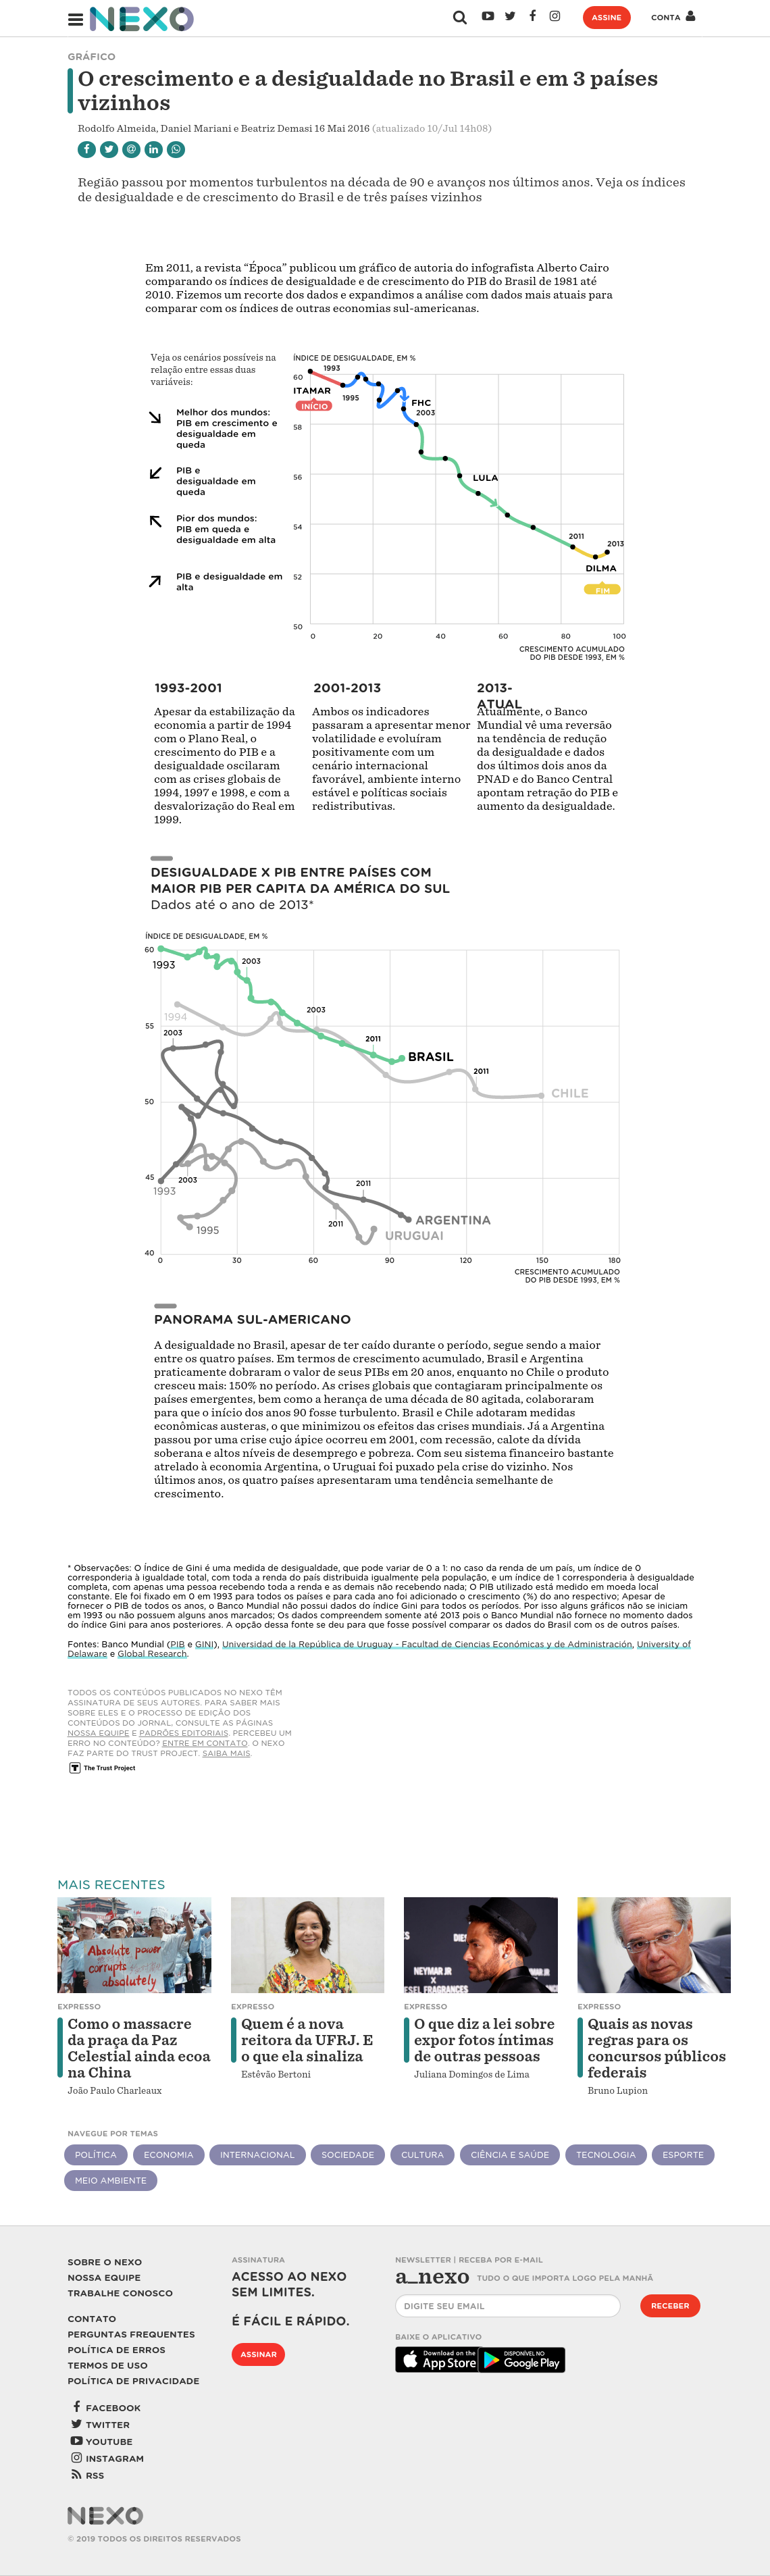 NEXO
ASSINE
CONTA
GRÁFICO
O crescimento e a desigualdade no Brasil e em 3 países
vizinhos
Rodolfo Almeida, Daniel Mariani e Beatriz Demasi 16 Mai 2016 (atualizado 10/Jul 14h08)
Região passou por momentos turbulentos na década de 90 e avanços nos últimos anos. Veja os índices
de desigualdade e de crescimento do Brasil e de três países vizinhos
Em 2011, a revista “Época” publicou um gráfico de autoria do infografista Alberto Cairo
comparando os índices de desigualdade e de crescimento do PIB do Brasil de 1981 até
2010. Fizemos um recorte dos dados e expandimos a análise com dados mais atuais para
comparar com os índices de outras economias sul-americanas.
Veja os cenários possíveis na
relação entre essas duas
variáveis:
Melhor dos mundos:
PIB em crescimento e
desigualdade em
queda
PIB e
desigualdade em
queda
Pior dos mundos:
PIB em queda e
desigualdade em alta
PIB e desigualdade em
alta
ÍNDICE DE DESIGUALDADE, EM %
1993
60
ITAMAR
INÍCIO
1995
FHC
2003
58
56
LULA
54
2011
2013
DILMA
52
FIM
50
0
20
40
60
80
100
CRESCIMENTO ACUMULADO
DO PIB DESDE 1993, EM %
1993-2001
Apesar da estabilização da
economia a partir de 1994
com o Plano Real, o
crescimento do PIB e a
desigualdade oscilaram
com as crises globais de
1994, 1997 e 1998, e com a
desvalorização do Real em
1999.
2001-2013
Ambos os indicadores
passaram a apresentar menor
volatilidade e evoluíram
positivamente com um
cenário internacional
favorável, ambiente interno
estável e políticas sociais
redistributivas.
2013-
ATUAL
Atualmente, o Banco
Mundial vê uma reversão
na tendência de redução
da desigualdade e dados
dos últimos dois anos da
PNAD e do Banco Central
apontam retração do PIB e
aumento da desigualdade.
DESIGUALDADE X PIB ENTRE PAÍSES COM
MAIOR PIB PER CAPITA DA AMÉRICA DO SUL
Dados até o ano de 2013*
ÍNDICE DE DESIGUALDADE, EM %
60
1993
2003
1994
2003
55
2003
2011
BRASIL
2011
CHILE
50
45
2003
1993
2011
1995
2011
ARGENTINA
URUGUAI
40
0
30
60
90
120
150
180
CRESCIMENTO ACUMULADO
DO PIB DESDE 1993, EM %
PANORAMA SUL-AMERICANO
A desigualdade no Brasil, apesar de ter caído durante o período, segue sendo a maior
entre os quatro países. Em termos de crescimento acumulado, Brasil e Argentina
praticamente dobraram o valor de seus PIBs em 20 anos, enquanto no Chile o produto
cresceu mais: 150% no período. As crises globais que contagiaram principalmente os
países emergentes, bem como a herança de uma década de 80 agitada, colaboraram
para que o início dos anos 90 fosse turbulento. Brasil e Chile adotaram medidas
econômicas austeras, o que minimizou os efeitos das crises mundiais. Já a Argentina
passou por uma crise cujo ápice ocorreu em 2001, com recessão, calote da dívida
soberana e altos níveis de desemprego e pobreza. Com seu sistema financeiro bastante
atrelado à economia Argentina, o Uruguai foi puxado pela crise do vizinho. Nos
últimos anos, os quatro países apresentaram uma tendência semelhante de
crescimento.
* Observações: O Índice de Gini é uma medida de desigualdade, que pode variar de 0 a 1: no caso da renda de um país, um índice de 0
corresponderia à igualdade total, com toda a renda do país distribuida igualmente pela população, e um índice de 1 corresponderia à desigualdade
completa, com apenas uma pessoa recebendo toda a renda e as demais não recebendo nada; O PIB utilizado está medido em moeda local
constante. Ele foi fixado em 0 em 1993 para todos os países e para cada ano foi adicionado o crescimento (%) do ano respectivo; Apesar de
fornecer o PIB de todos os anos, o Banco Mundial não possui dados do índice Gini para todos os períodos. Por isso alguns gráficos não se iniciam
em 1993 ou não possuem alguns anos marcados; Os dados compreendem somente até 2013 pois o Banco Mundial não fornece no momento dados
do índice Gini para anos posteriores. A opção dessa fonte se deu para que fosse possível comparar os dados do Brasil com os de outros países.
Fontes: Banco Mundial (PIB e GINI), Universidad de la República de Uruguay - Facultad de Ciencias Económicas y de Administración, University of
Delaware e Global Research.
TODOS OS CONTEÚDOS PUBLICADOS NO NEXO TÊM
ASSINATURA DE SEUS AUTORES. PARA SABER MAIS
SOBRE ELES E O PROCESSO DE EDIÇÃO DOS
CONTEÚDOS DO JORNAL, CONSULTE AS PÁGINAS
NOSSA EQUIPE E PADRÕES EDITORIAIS. PERCEBEU UM
ERRO NO CONTEÚDO? ENTRE EM CONTATO. O NEXO
FAZ PARTE DO TRUST PROJECT. SAIBA MAIS.
The Trust Project
MAIS RECENTES
Absolute power
corrupts
absolutely
NEYMAR JR
X
DIESEL FRAGRANCES
EXPRESSO
Como o massacre
da praça da Paz
Celestial ainda ecoa
na China
João Paulo Charleaux
EXPRESSO
Quem é a nova
reitora da UFRJ. E
o que ela sinaliza
Estêvão Bertoni
EXPRESSO
O que diz a lei sobre
expor fotos íntimas
de outras pessoas
Juliana Domingos de Lima
EXPRESSO
Quais as novas
regras para os
concursos públicos
federais
Bruno Lupion
NAVEGUE POR TEMAS
POLÍTICA
ECONOMIA
INTERNACIONAL
SOCIEDADE
CULTURA
CIÊNCIA E SAÚDE
TECNOLOGIA
ESPORTE
MEIO AMBIENTE
SOBRE O NEXO
NOSSA EQUIPE
TRABALHE CONOSCO
CONTATO
PERGUNTAS FREQUENTES
POLÍTICA DE ERROS
TERMOS DE USO
POLÍTICA DE PRIVACIDADE
FACEBOOK
TWITTER
YOUTUBE
INSTAGRAM
RSS
ASSINATURA
ACESSO AO NEXO
SEM LIMITES.
É FÁCIL E RÁPIDO.
ASSINAR
NEWSLETTER | RECEBA POR E-MAIL
a_nexo TUDO O QUE IMPORTA LOGO PELA MANHÃ
DIGITE SEU EMAIL
RECEBER
BAIXE O APLICATIVO
Download on the
App Store
DISPONÍVEL NO
Google Play
NEXO
© 2019 TODOS OS DIREITOS RESERVADOS